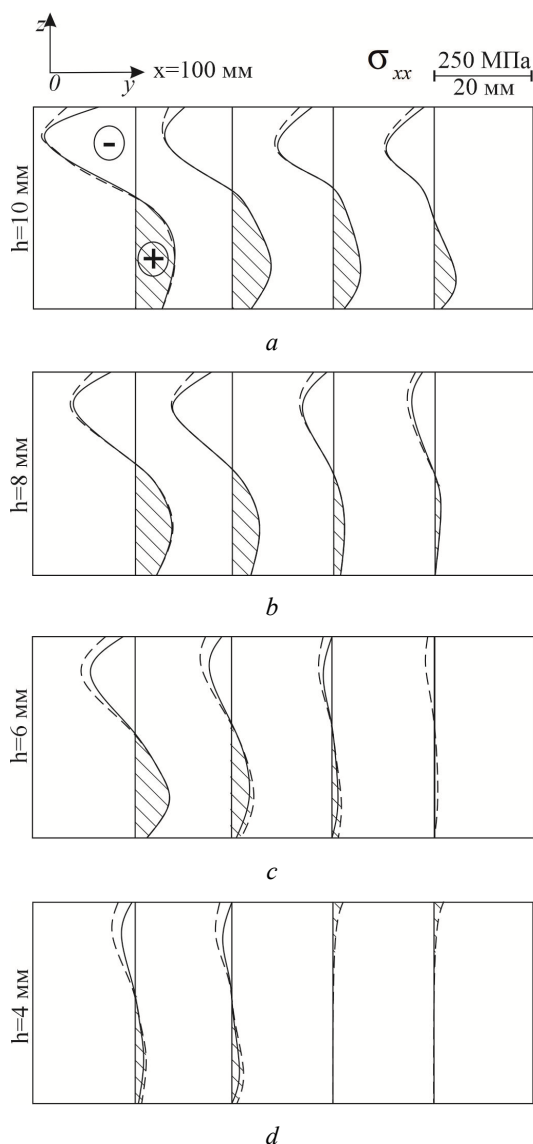 z
0 y x=100 мм
σxx 250 МПа
20 мм
h=10 мм
-
+
a
h=8 мм
b
h=6 мм
c
h=4 мм
d